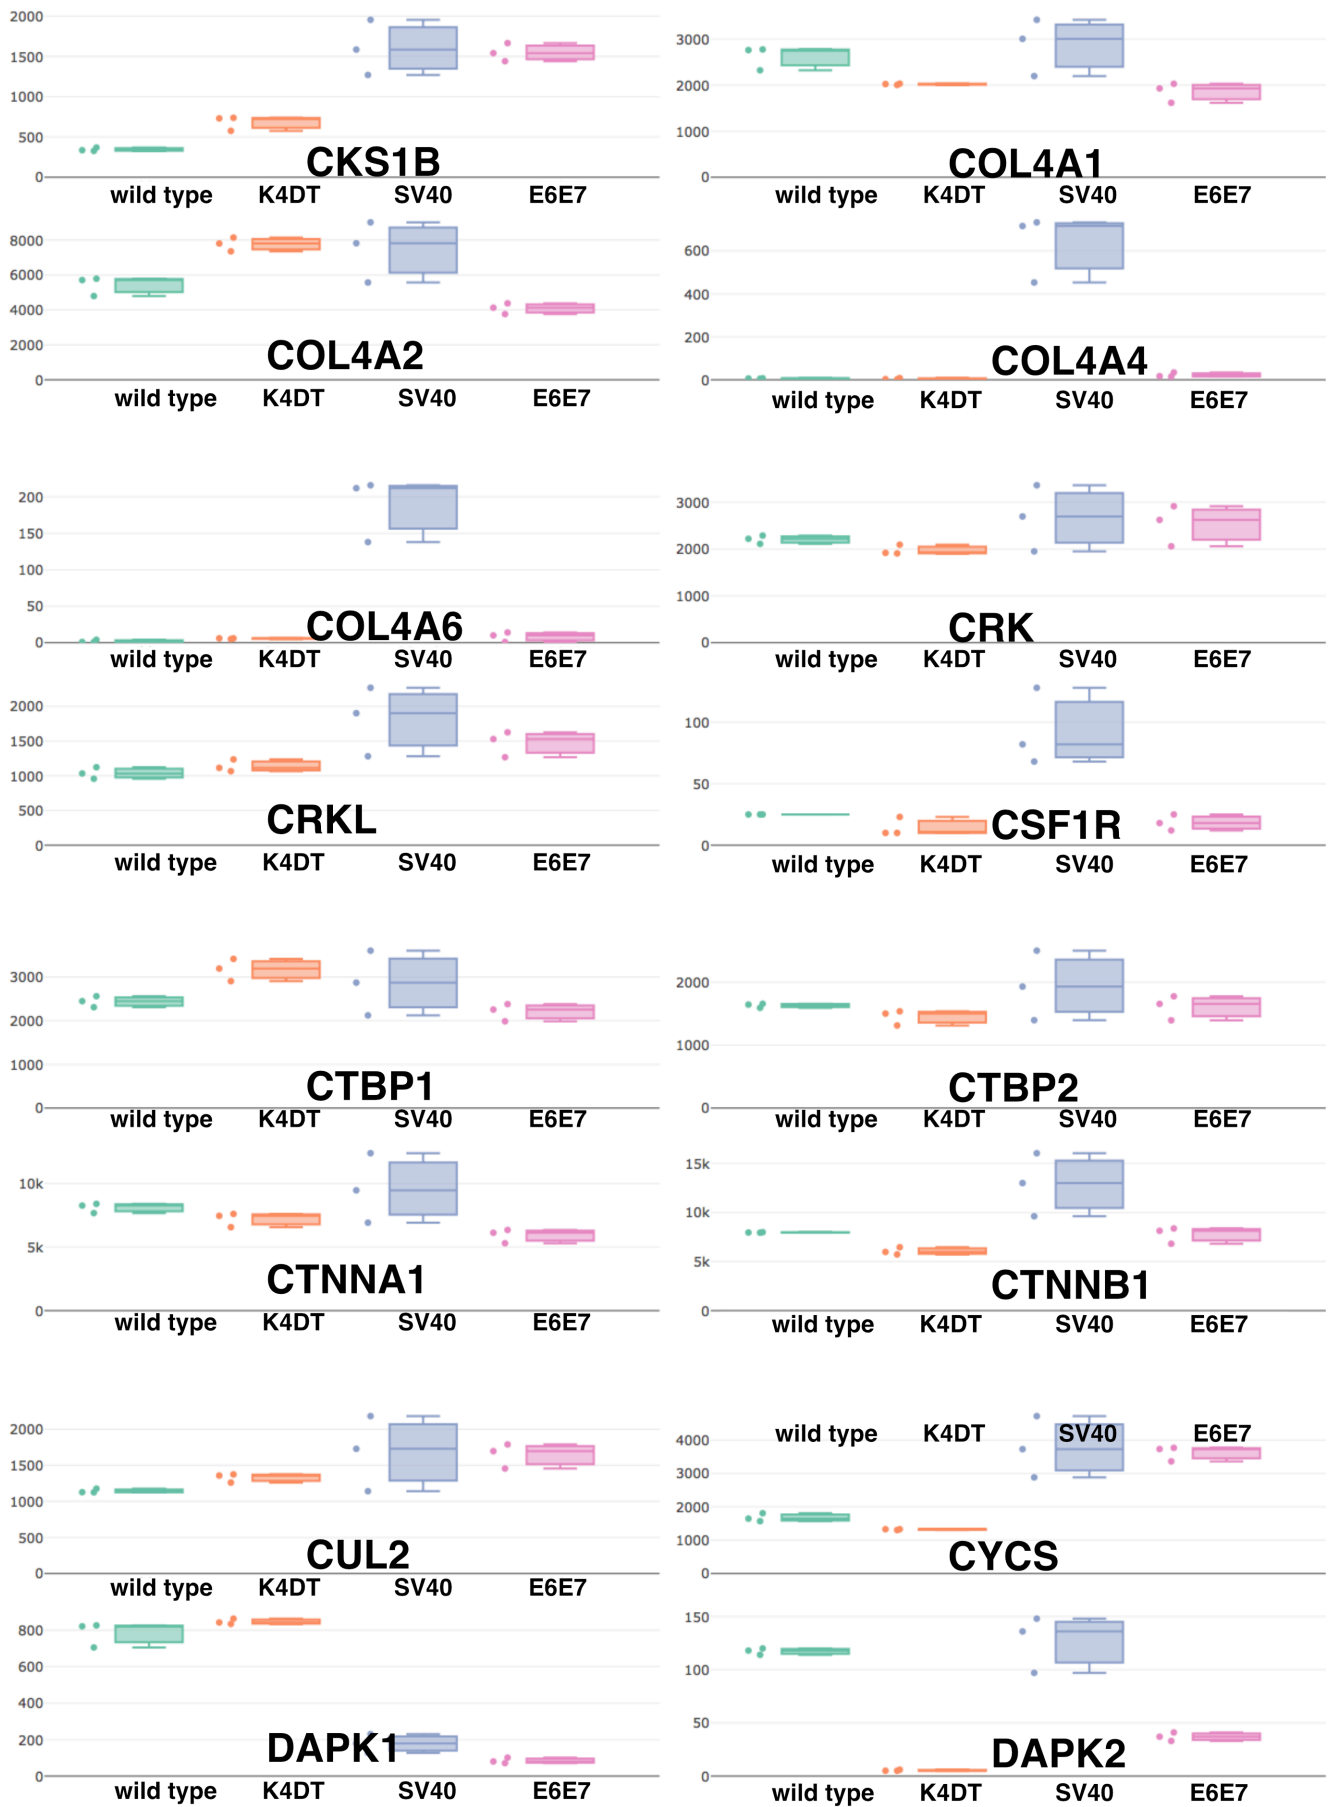 2000
1500
1000
500
0
CKS1B
wild type K4DT SV40 E6E7
3000
2000
1000
0
COL4A1
wild type K4DT SV40 E6E7
8000
6000
4000
2000
0
COL4A2
wild type K4DT SV40 E6E7
600
400
200
0
COL4A4
wild type K4DT SV40 E6E7
200
150
100
50
0
COL4A6
wild type K4DT SV40 E6E7
3000
2000
1000
0
CRK
wild type K4DT SV40 E6E7
2000
1500
1000
500
0
CRKL
wild type K4DT SV40 E6E7
100
50
0
CSF1R
wild type K4DT SV40 E6E7
3000
2000
1000
0
CTBP1
wild type K4DT SV40 E6E7
2000
1000
0
CTBP2
wild type K4DT SV40 E6E7
10k
5k
0
CTNNA1
wild type K4DT SV40 E6E7
15k
10k
5k
0
CTNNB1
wild type K4DT SV40 E6E7
2000
1500
1000
500
0
CUL2
wild type K4DT SV40 E6E7
wild type K4DT SV40 E6E7
4000
3000
2000
1000
0
CYCS
800
600
400
200
0
DAPK1
wild type K4DT SV40 E6E7
150
100
50
0
DAPK2
wild type K4DT SV40 E6E7